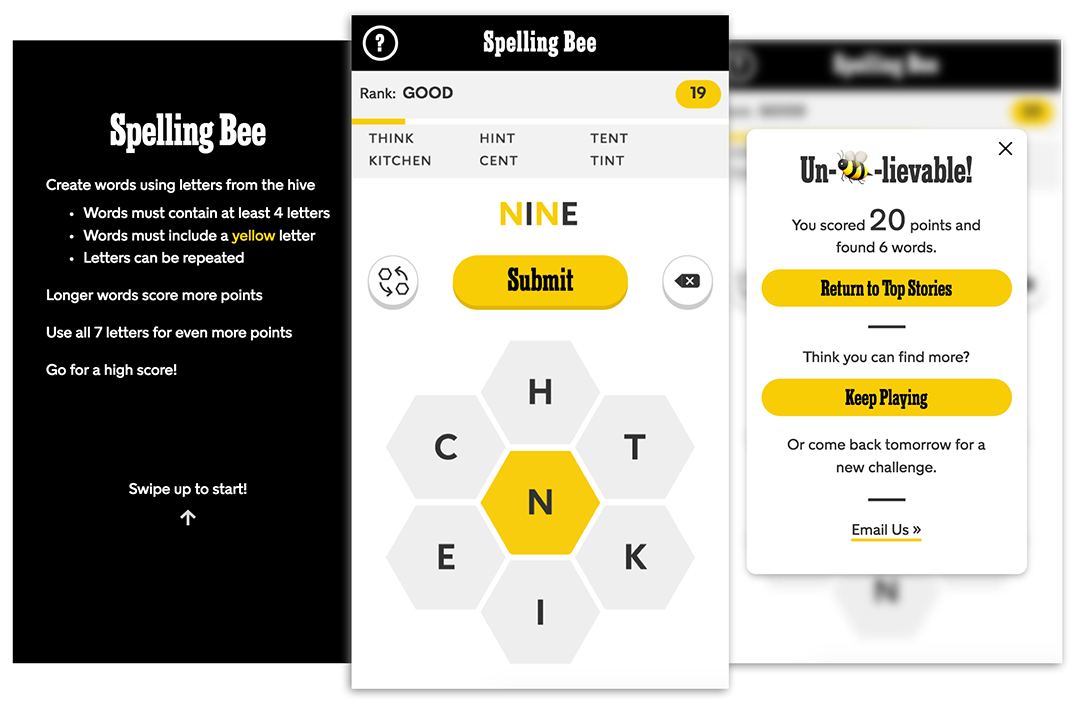 Spelling Bee
Create words using letters from the hive
• Words must contain at least 4 letters
• Words must include a yellow letter
• Letters can be repeated
Longer words score more points
Use all 7 letters for even more points
Go for a high score!
Swipe up to start!
?
Spelling Bee
Rank: GOOD
19
THINK HINT TENT
KITCHEN CENT TINT
NINE
Submit
H
C T
N
E K
I
Spelling Bee
Un- -lievable!
You scored 20 points and
found 6 words.
Return to Top Stories
Think you can find more?
Keep Playing
Or come back tomorrow for a
new challenge.
Email Us »
N